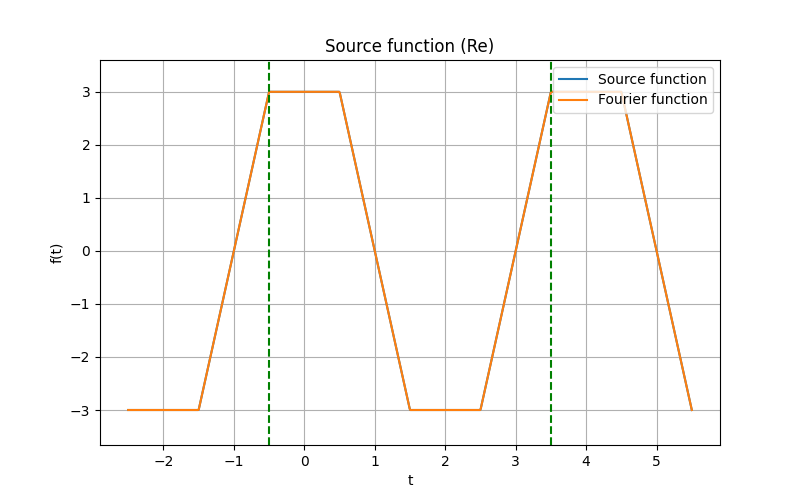 Source function (Re)
Source function
Fourier function
3
2
1
0
−1
−2
−3
f(t)
−2 −1 0 1 2 3 4 5
t